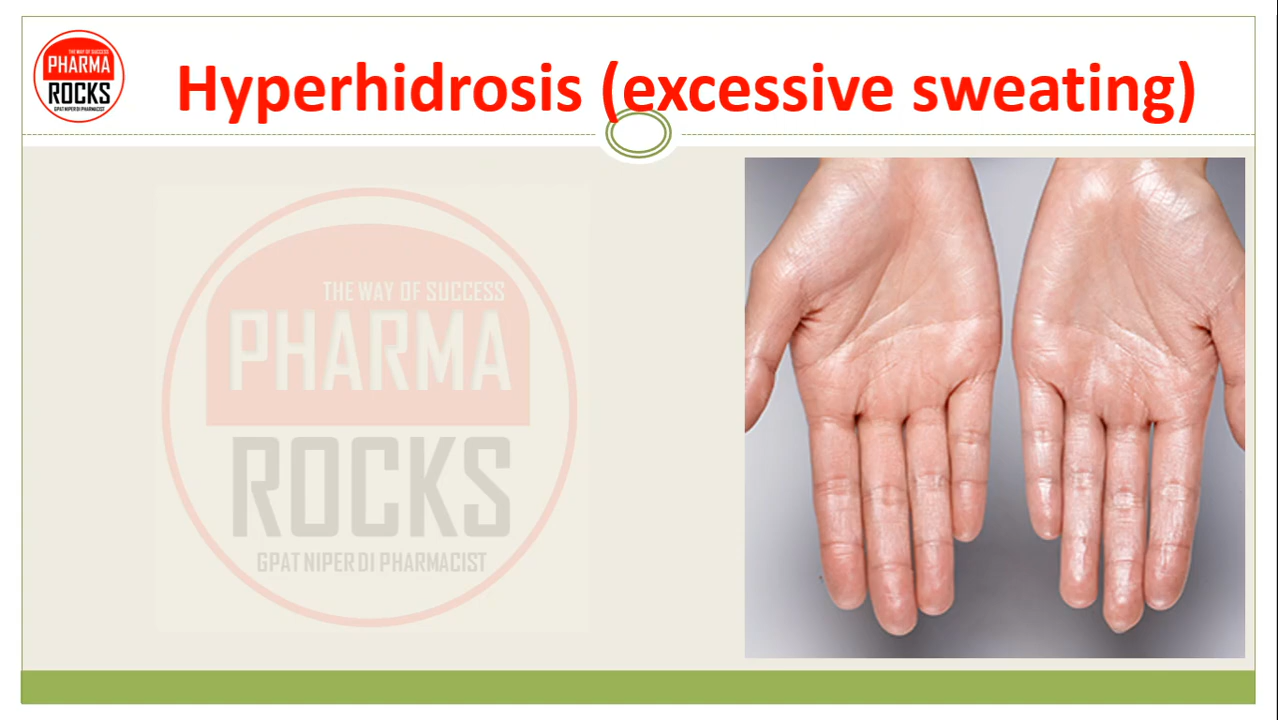 THE WAY OF SUCCESS
PHARMA
ROCKS
GPAT NIPER DI PHARMACIST
Hyperhidrosis (excessive sweating)
THE WAY OF SUCCESS
PHARMA
ROCKS
GPAT NIPER DI PHARMACIST